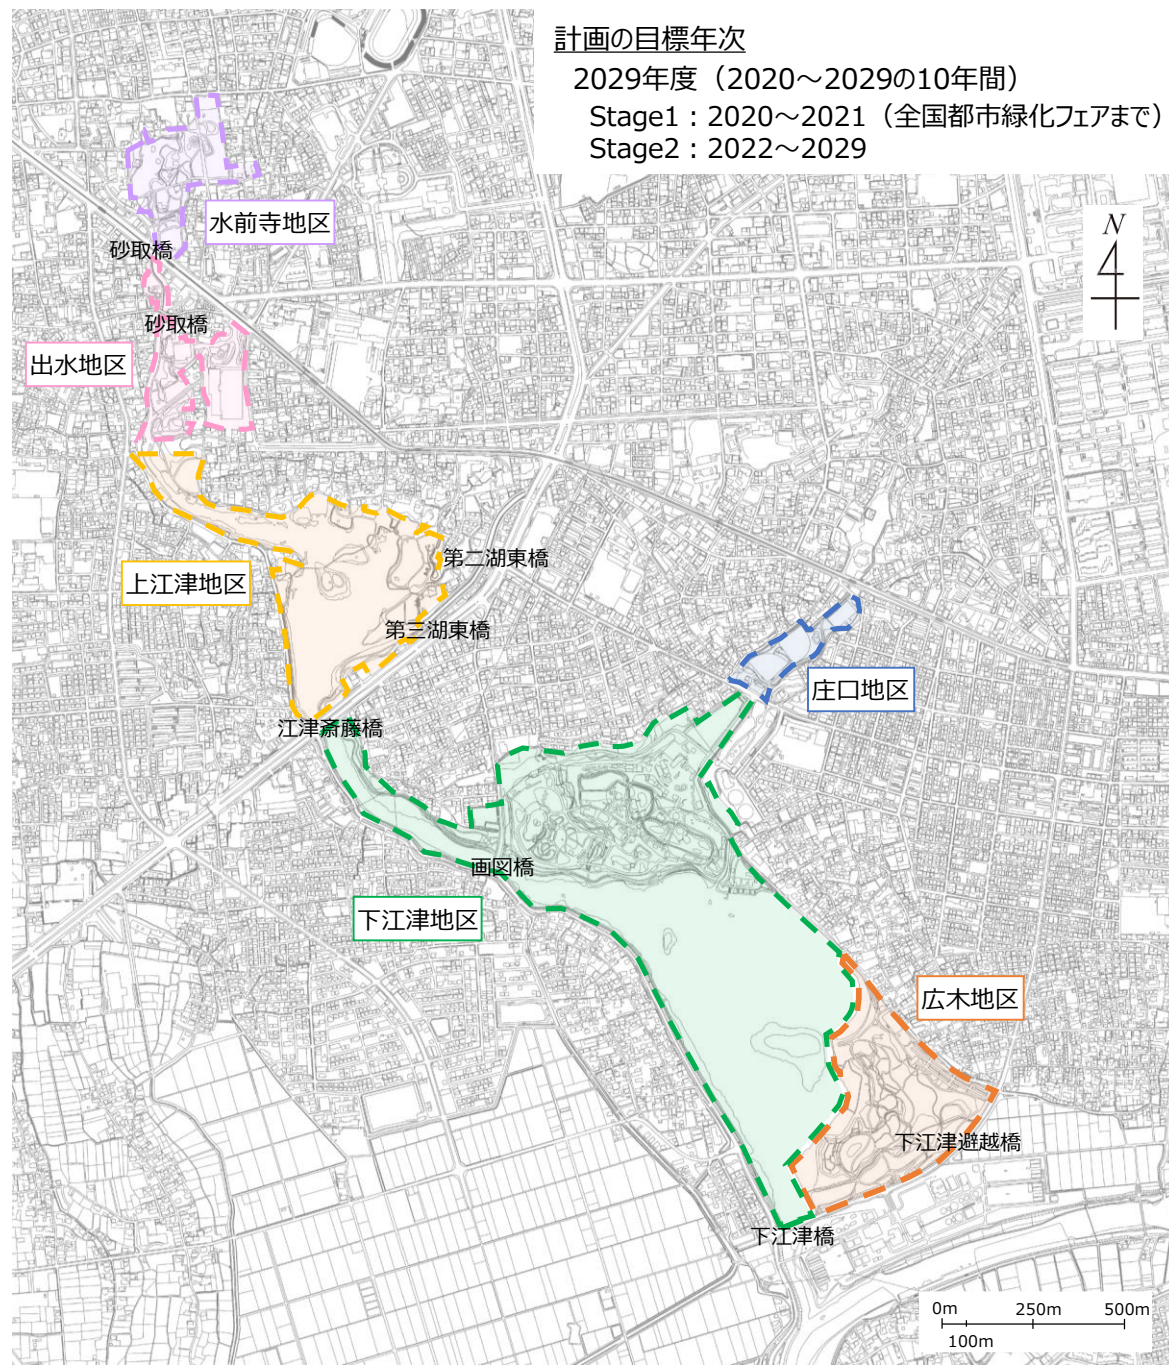 計画の目標年次
2029年度（2020～2029の10年間）
Stage1：2020～2021（全国都市緑化フェアまで）
Stage2：2022～2029
N
水前寺地区
砂取橋
砂取橋
出水地区
第二湖東橋
上江津地区
第三湖東橋
庄口地区
江津斎藤橋
画図橋
下江津地区
広木地区
下江津避越橋
下江津橋
0m 250m 500m
100m